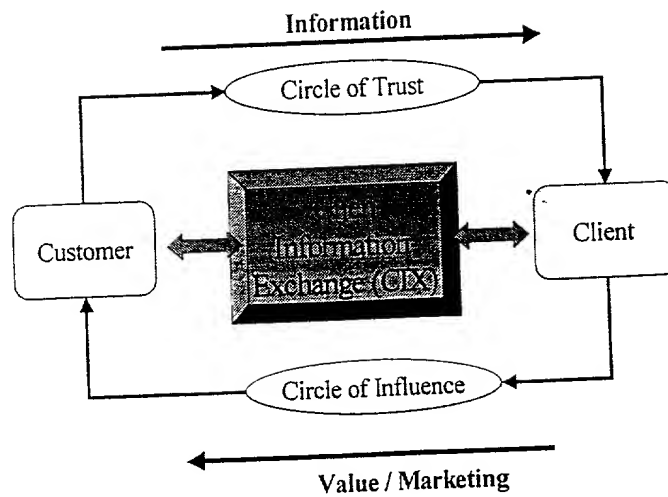 Information
Circle of Trust
Customer
Information
Exchange (CIX)
Client
Circle of Influence
Value / Marketing